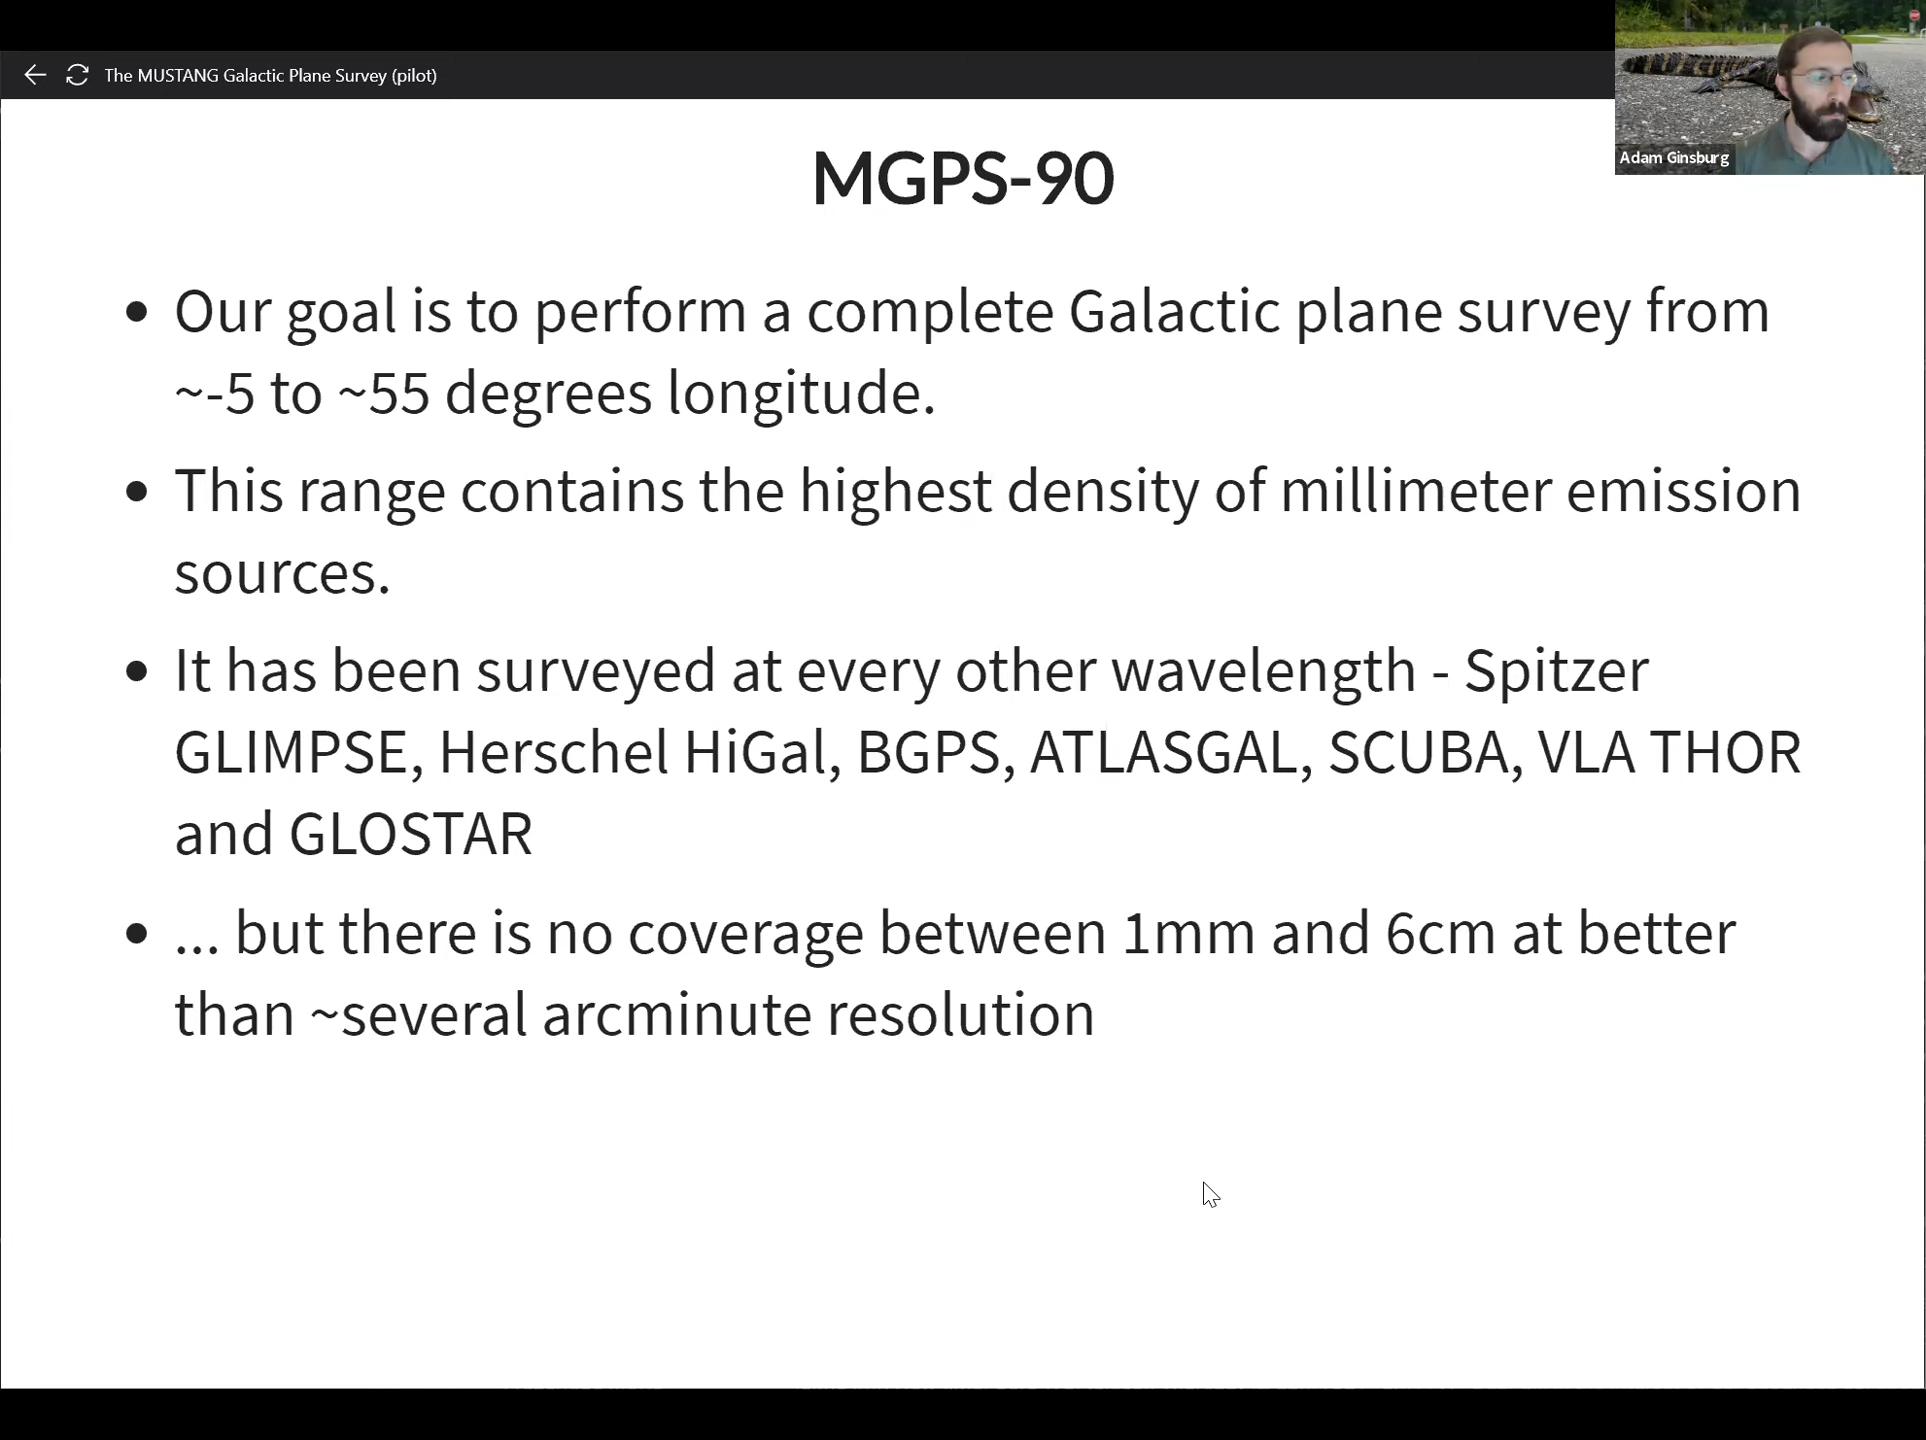 The MUSTANG Galactic Plane Survey (pilot)
Adam Ginsburg
MGPS-90
• Our goal is to perform a complete Galactic plane survey from
~-5 to ~55 degrees longitude.
• This range contains the highest density of millimeter emission
sources.
• It has been surveyed at every other wavelength - Spitzer
GLIMPSE, Herschel HiGal, BGPS, ATLASGAL, SCUBA, VLA THOR
and GLOSTAR
• ... but there is no coverage between 1mm and 6cm at better
than ~several arcminute resolution